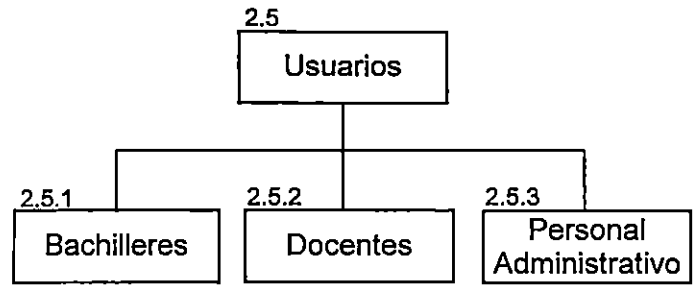 2.5
Usuarios
2.5.1
Bachilleres
2.5.2
Docentes
2.5.3
Personal
Administrativo